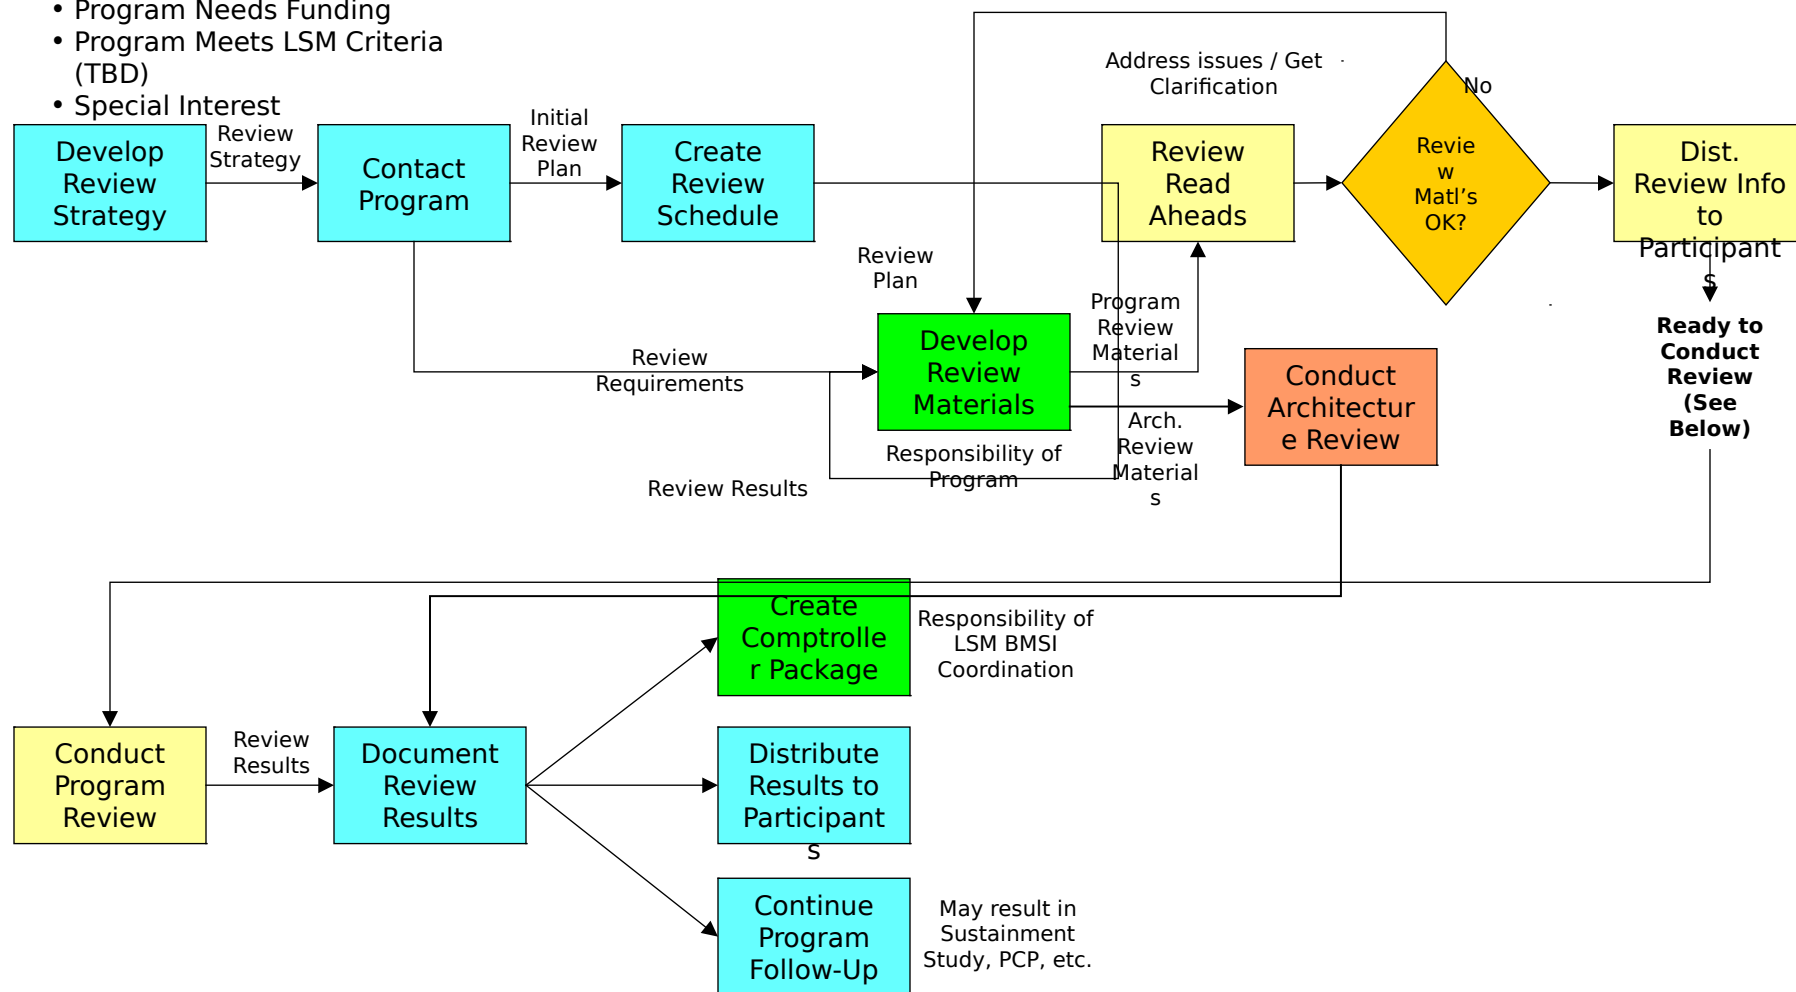 • Program Needs Funding
• Program Meets LSM Criteria
(TBD)
• Special Interest
Develop
Review
Strategy
Review
Strategy
Contact
Program
Initial
Review
Plan
Create
Review
Schedule
Address issues / Get
Clarification
Review
Read
Aheads
No
Revie
w
Matl's
OK?
Dist.
Review Info
to
Participant
s
Review
Plan
Review
Requirements
Develop
Review
Materials
Program
Review
Material
s
Conduct
Architectur
e Review
Ready to
Conduct
Review
(See
Below)
Responsibility of
Program
Arch.
Review
Material
s
Review Results
Create
Comptrolle
r Package
Responsibility of
LSM BMSI
Coordination
Conduct
Program
Review
Review
Results
Document
Review
Results
Distribute
Results to
Participant
s
Continue
Program
Follow-Up
May result in
Sustainment
Study, PCP, etc.